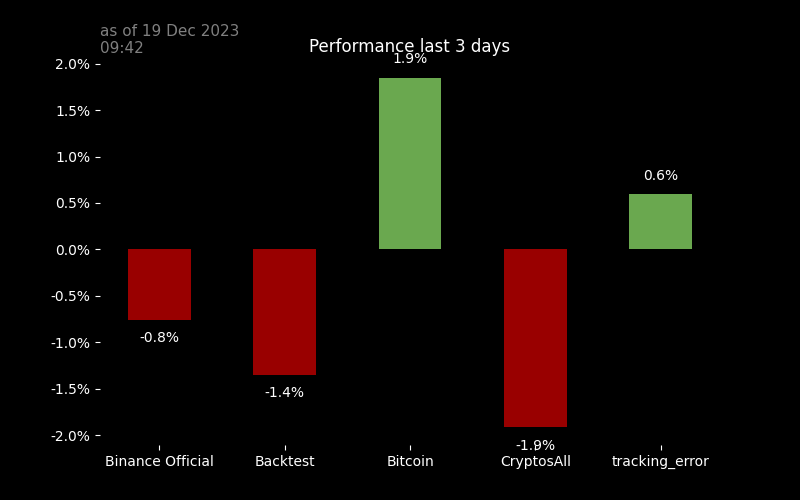 as of 19 Dec 2023
09:42
Performance last 3 days
2.0%
1.5%
1.0%
0.5%
0.0%
-0.5%
-1.0%
-1.5%
-2.0%
-0.8%
-1.4%
1.9%
-1.9%
0.6%
Binance Official
Backtest
Bitcoin
CryptosAll
tracking_error